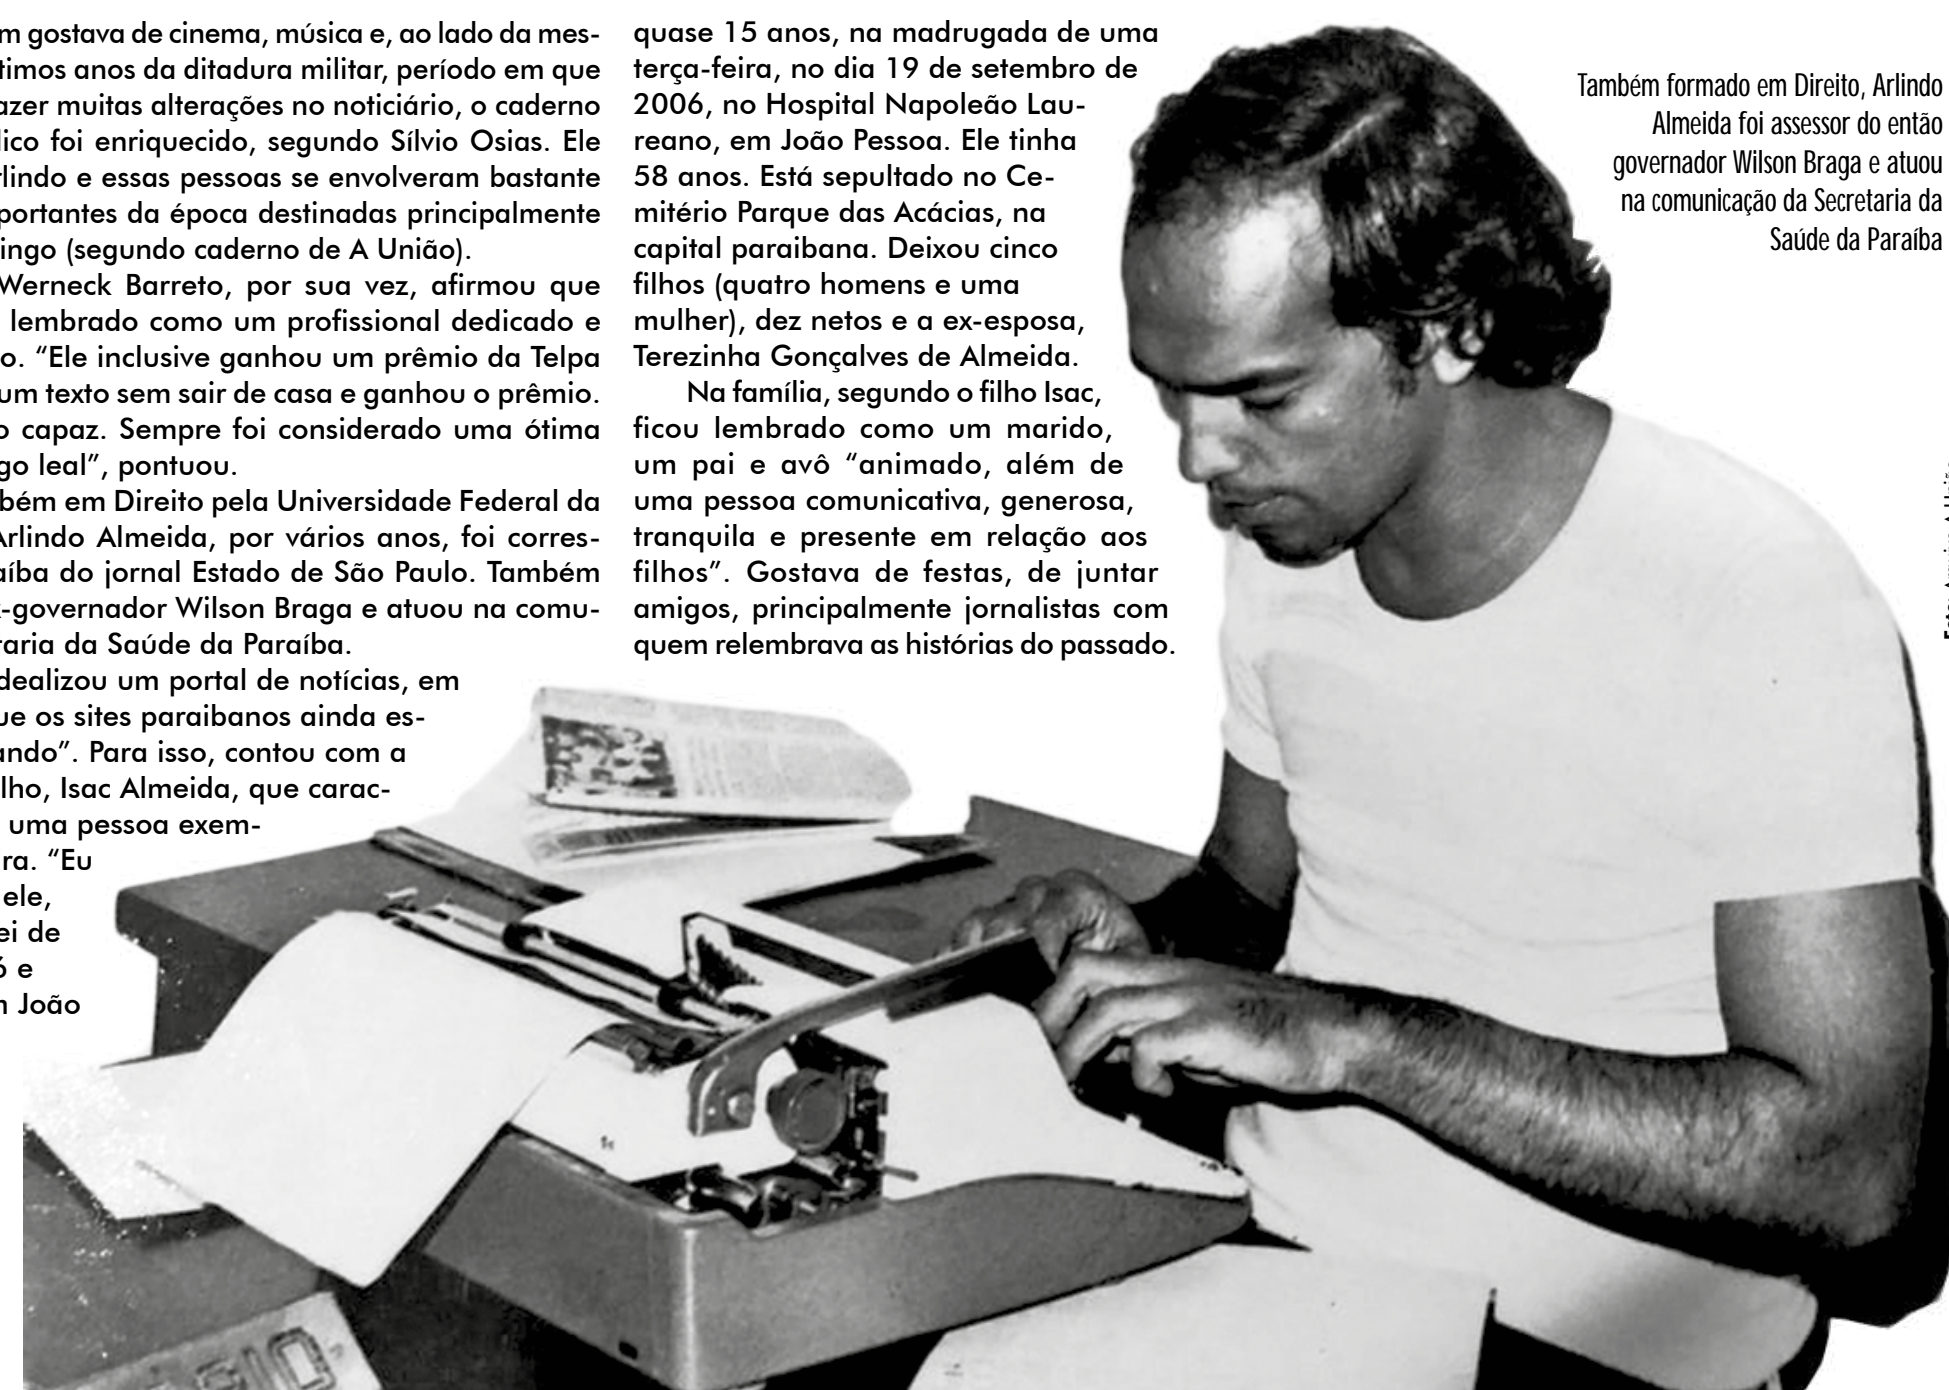 m gostava de cinema, música e, ao lado da mes-
timos anos da ditadura militar, período em que
azer muitas alterações no noticiário, o caderno
lico foi enriquecido, segundo Sílvio Osias. Ele
rlindo e essas pessoas se envolveram bastante
portantes da época destinadas principalmente
ingo (segundo caderno de A União).
Werneck Barreto, por sua vez, afirmou que
lembrado como um profissional dedicado e
o. “Ele inclusive ganhou um prêmio da Telpa
um texto sem sair de casa e ganhou o prêmio.
o capaz. Sempre foi considerado uma ótima
go leal”, pontuou.
bém em Direito pela Universidade Federal da
Arlindo Almeida, por vários anos, foi corres-
aíba do jornal Estado de São Paulo. Também
x-governador Wilson Braga e atuou na comu-
taria da Saúde da Paraíba.
dealizou um portal de notícias, em
ue os sites paraibanos ainda es-
ando”. Para isso, contou com a
lho, Isac Almeida, que carac-
uma pessoa exem-
ra. “Eu
ele,
ei de
6 e
m João
quase 15 anos, na madrugada de uma
terça-feira, no dia 19 de setembro de
2006, no Hospital Napoleão Lau-
reano, em João Pessoa. Ele tinha
58 anos. Está sepultado no Ce-
mitério Parque das Acácias, na
capital paraibana. Deixou cinco
filhos (quatro homens e uma
mulher), dez netos e a ex-esposa,
Terezinha Gonçalves de Almeida.
Na família, segundo o filho Isac,
ficou lembrado como um marido,
um pai e avô “animado, além de
uma pessoa comunicativa, generosa,
tranquila e presente em relação aos
filhos”. Gostava de festas, de juntar
amigos, principalmente jornalistas com
quem relembrava as histórias do passado.
Também formado em Direito, Arlindo
Almeida foi assessor do então
governador Wilson Braga e atuou
na comunicação da Secretaria da
Saúde da Paraíba